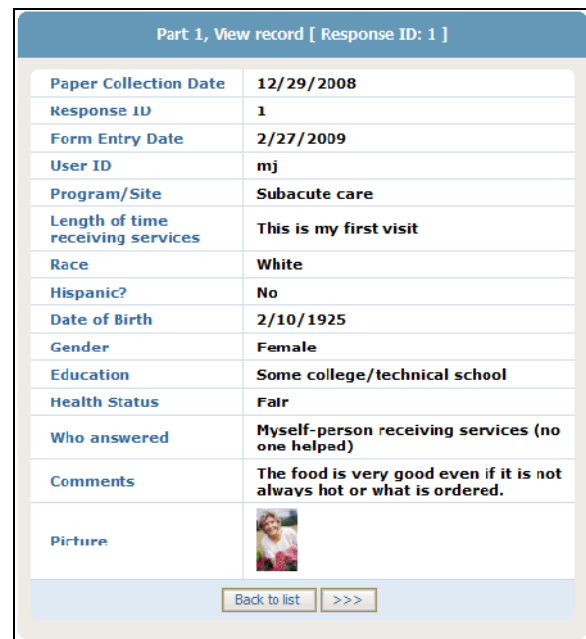 Part 1, View record [ Response ID: 1 ]
Paper Collection Date 12/29/2008
Response ID 1
Form Entry Date 2/27/2009
User ID mj
Program/Site Subacute care
Length of time
receiving services This is my first visit
Race White
Hispanic? No
Date of Birth 2/10/1925
Gender Female
Education Some college/technical school
Health Status Fair
Who answered Myself-person receiving services (no
one helped)
Comments The food is very good even if it is not
always hot or what is ordered.
Picture
Back to list >>>